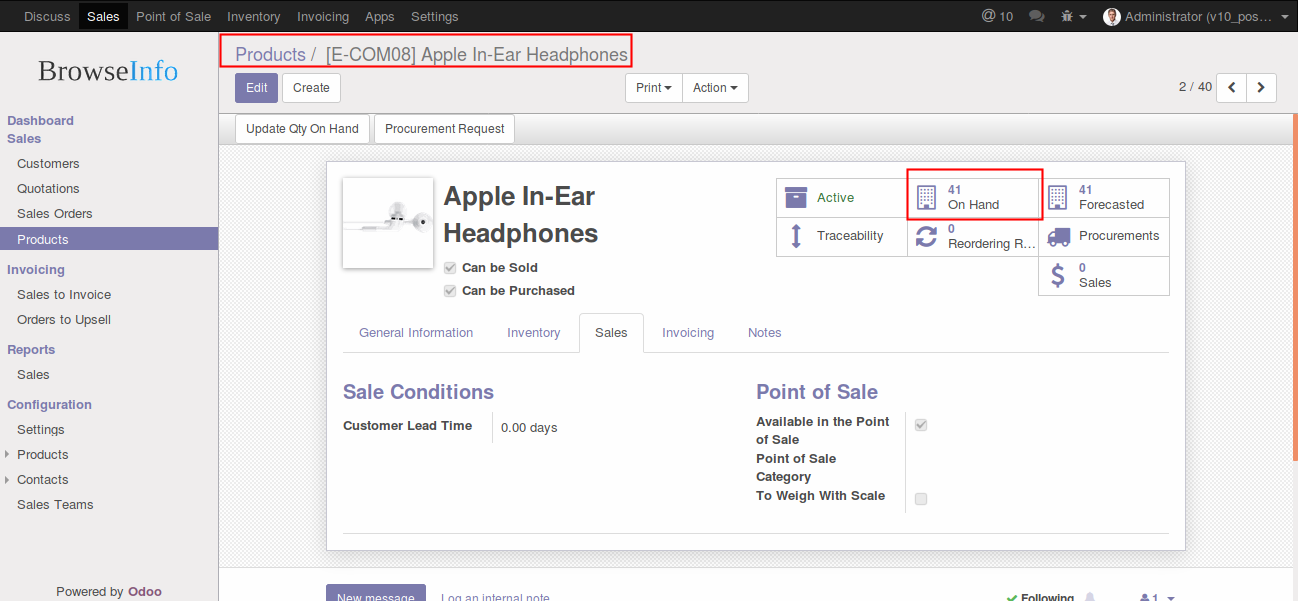 Discuss Sales Point of Sale Inventory Invoicing Apps Settings @ 10 Administrator (v10_pos...
BrowseInfo
Dashboard
Sales
Customers
Quotations
Sales Orders
Products
Invoicing
Sales to Invoice
Orders to Upsell
Reports
Sales
Configuration
Settings
Products
Contacts
Sales Teams
Powered by Odoo
Products / [E-COM08] Apple In-Ear Headphones
Edit Create Print Action 2 / 40
Update Qty On Hand Procurement Request
Apple In-Ear
Headphones
Can be Sold
Can be Purchased
Active
41
On Hand
41
Forecasted
Traceability
0
Reordering R...
Procurements
0
Sales
General Information Inventory Sales Invoicing Notes
Sale Conditions
Customer Lead Time 0.00 days
Point of Sale
Available in the Point
of Sale
Point of Sale
Category
To Weigh With Scale
New message Log an internal note Following 1